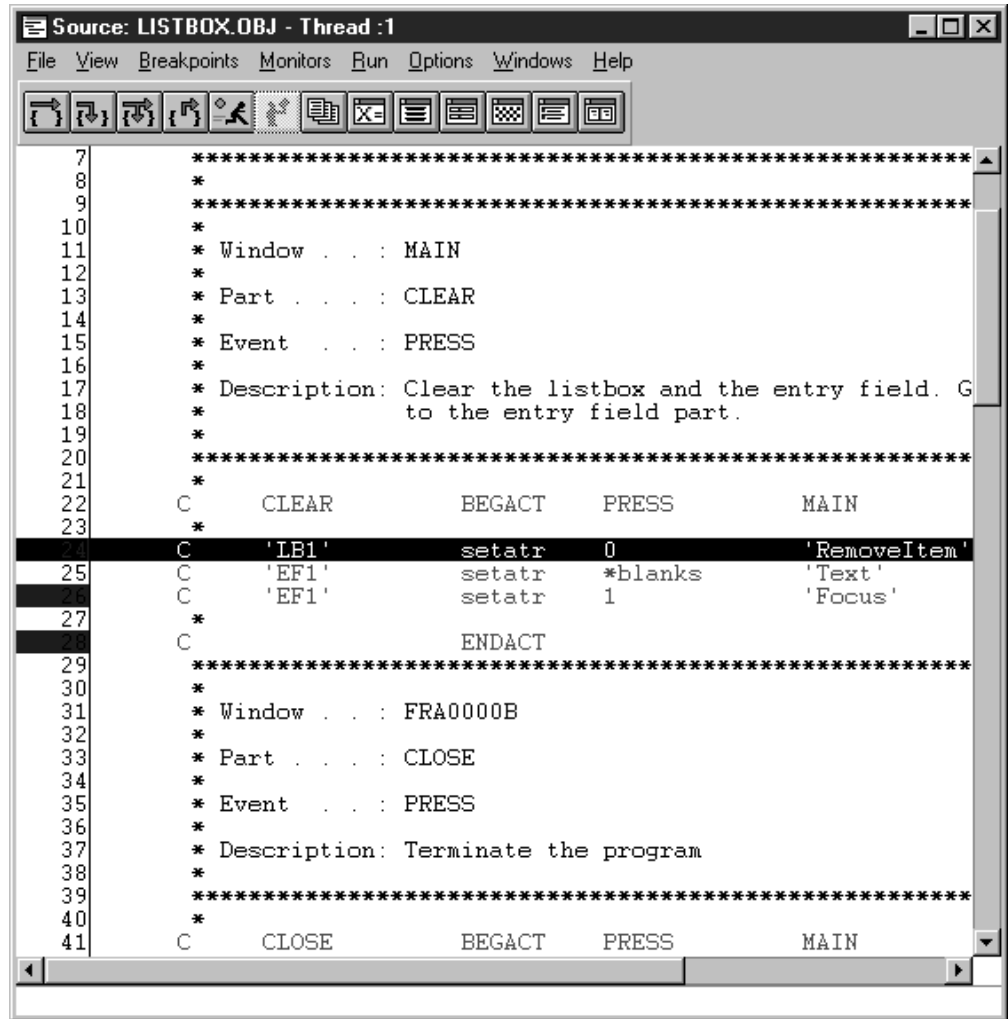 Source: LISTBOX.OBJ - Thread :1
File View Breakpoints Monitors Run Options Windows Help
7 *********************************************************
8 *
9 *********************************************************
10 *
11 * Window . . : MAIN
12 *
13 * Part . . . : CLEAR
14 *
15 * Event . . : PRESS
16 *
17 * Description: Clear the listbox and the entry field. G
18 * to the entry field part.
19 *
20 *********************************************************
21 *
22 C CLEAR BEGACT PRESS MAIN
23 *
24 C 'LB1' setatr 0 'RemoveItem'
25 C 'EF1' setatr *blanks 'Text'
26 C 'EF1' setatr 1 'Focus'
27 *
28 C ENDACT
29 *********************************************************
30 *
31 * Window . . : FRA0000B
32 *
33 * Part . . . : CLOSE
34 *
35 * Event . . : PRESS
36 *
37 * Description: Terminate the program
38 *
39 *********************************************************
40 *
41 C CLOSE BEGACT PRESS MAIN